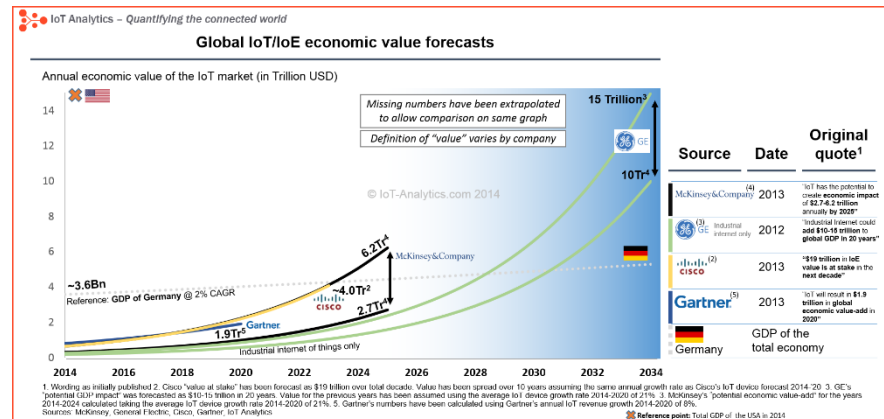 IoT Analytics – Quantifying the connected world
Global IoT/IoE economic value forecasts
Annual economic value of the IoT market (in Trillion USD)
14
12
10
8
6
4
2
0
2014
2016
2018
2020
2022
2024
2026
2028
2030
2032
2034
Missing numbers have been extrapolated
to allow comparison on same graph
Definition of "value" varies by company
© IoT-Analytics.com 2014
15 Trillion3
GE
10Tr4
6.2Tr4
McKinsey&Company
~4.0Tr2
CISCO
2.7Tr4
~3.6Bn
Reference: GDP of Germany @ 2% CAGR
Gartner
1.9Tr5
Industrial internet of things only
Source
Date
Original
quote1
McKinsey&Company (4)
2013
"IoT has the potential to
create economic impact
of $2.7-6.2 trillion
annually by 2025"
GE (3) Industrial
internet only
2012
"Industrial Internet could
add $10-15 trillion to
global GDP in 20 years"
CISCO (2)
2013
"$19 trillion in IoE
value is at stake in the
next decade"
Gartner (5)
2013
"IoT will result in $1.9
trillion in global
economic value-add in
2020"
Germany
GDP of the
total economy
1. Wording as initially published 2. Cisco "value at stake" has been forecast as $19 trillion over total decade. Value has been spread over 10 years assuming the same annual growth rate as Cisco's IoT device forecast 2014-'20 3. GE's
"potential GDP impact" was forecasted as $10-15 trillion in 20 years. Value for the previous years has been assumed using the average IoT device growth rate 2014-2020 of 21% 3. McKinsey's "potential economic value-add" for the years
2014-2024 calculated taking the average IoT device growth rate 2014-2020 of 21%. 5. Gartner's numbers have been calculated using Gartner's annual IoT revenue growth 2014-2020 of 8%.
Sources: McKinsey, General Electric, Cisco, Gartner, IoT Analytics
Reference point: Total GDP of the USA in 2014